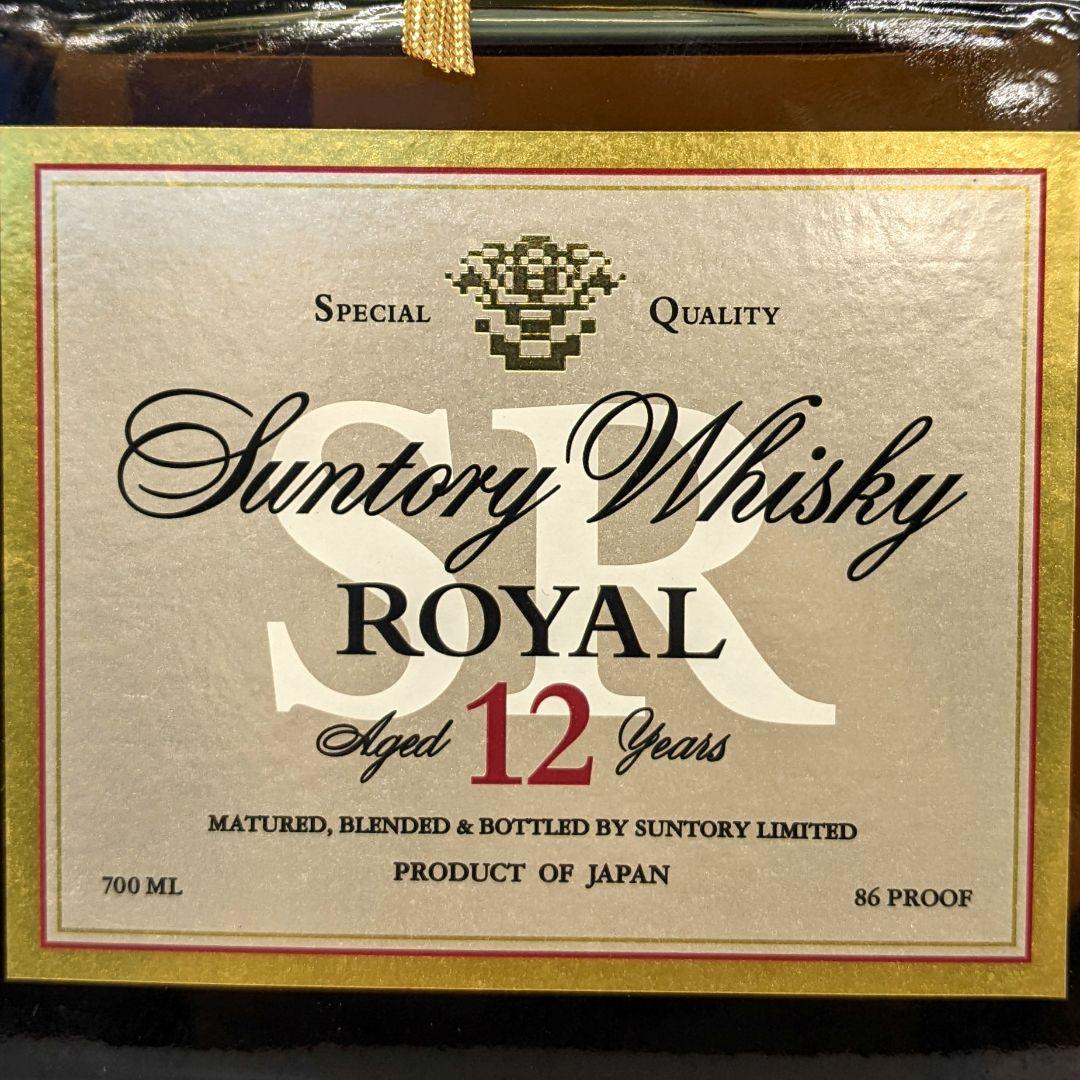 SPECIAL QUALITY
SR
Suntory Whisky
ROYAL
Aged 12 Years
MATURED, BLENDED & BOTTLED BY SUNTORY LIMITED
PRODUCT OF JAPAN
700 ML
86 PROOF